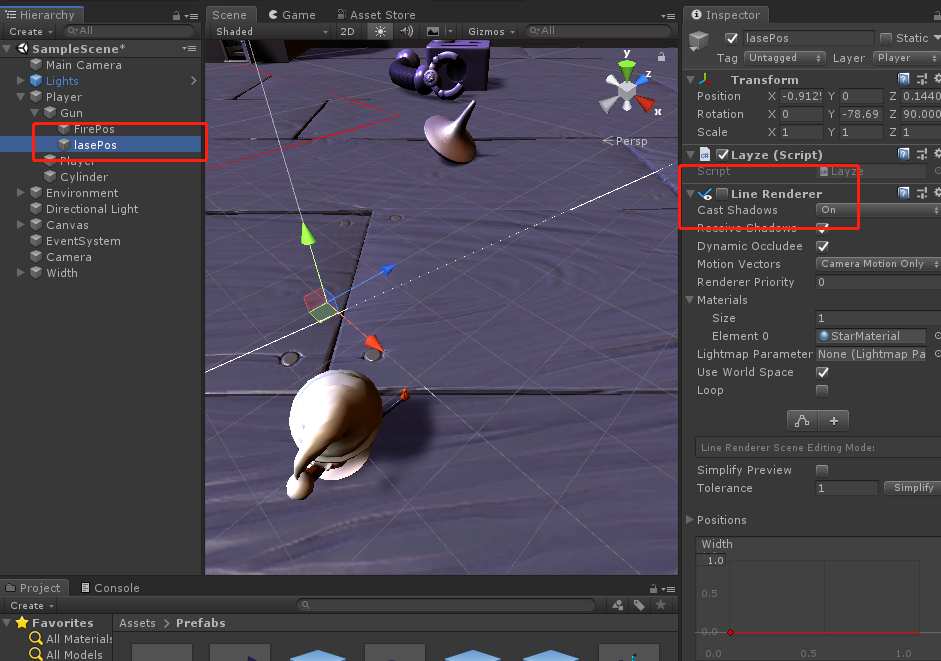 Hierarchy
Create
All
SampleScene*
Main Camera
Lights
Player
Gun
FirePos
lasePos
Player
Cylinder
Environment
Directional Light
Canvas
EventSystem
Camera
Width
Scene
Game
Asset Store
Shaded
2D
Gizmos
All
y
z
x
Persp
Inspector
lasePos
Static
Tag Untagged
Layer Player
Transform
Position X -0.912 Y 0 Z 0.1440
Rotation X 0 Y -78.69 Z 90.000
Scale X 1 Y 1 Z 1
Layze (Script)
Script Layze
Line Renderer
Cast Shadows On
Receive Shadows
Dynamic Occludee
Motion Vectors Camera Motion Only
Renderer Priority 0
Materials
Size 1
Element 0 StarMaterial
Lightmap Parameter None (Lightmap Pa
Use World Space
Loop
Line Renderer Scene Editing Mode:
Simplify Preview
Tolerance 1 Simplify
Positions
Width
1.0
0.5
0.0
0.0 0.5 1.0
Project
Console
Create
Favorites
All Materials
All Models
Assets
Prefabs